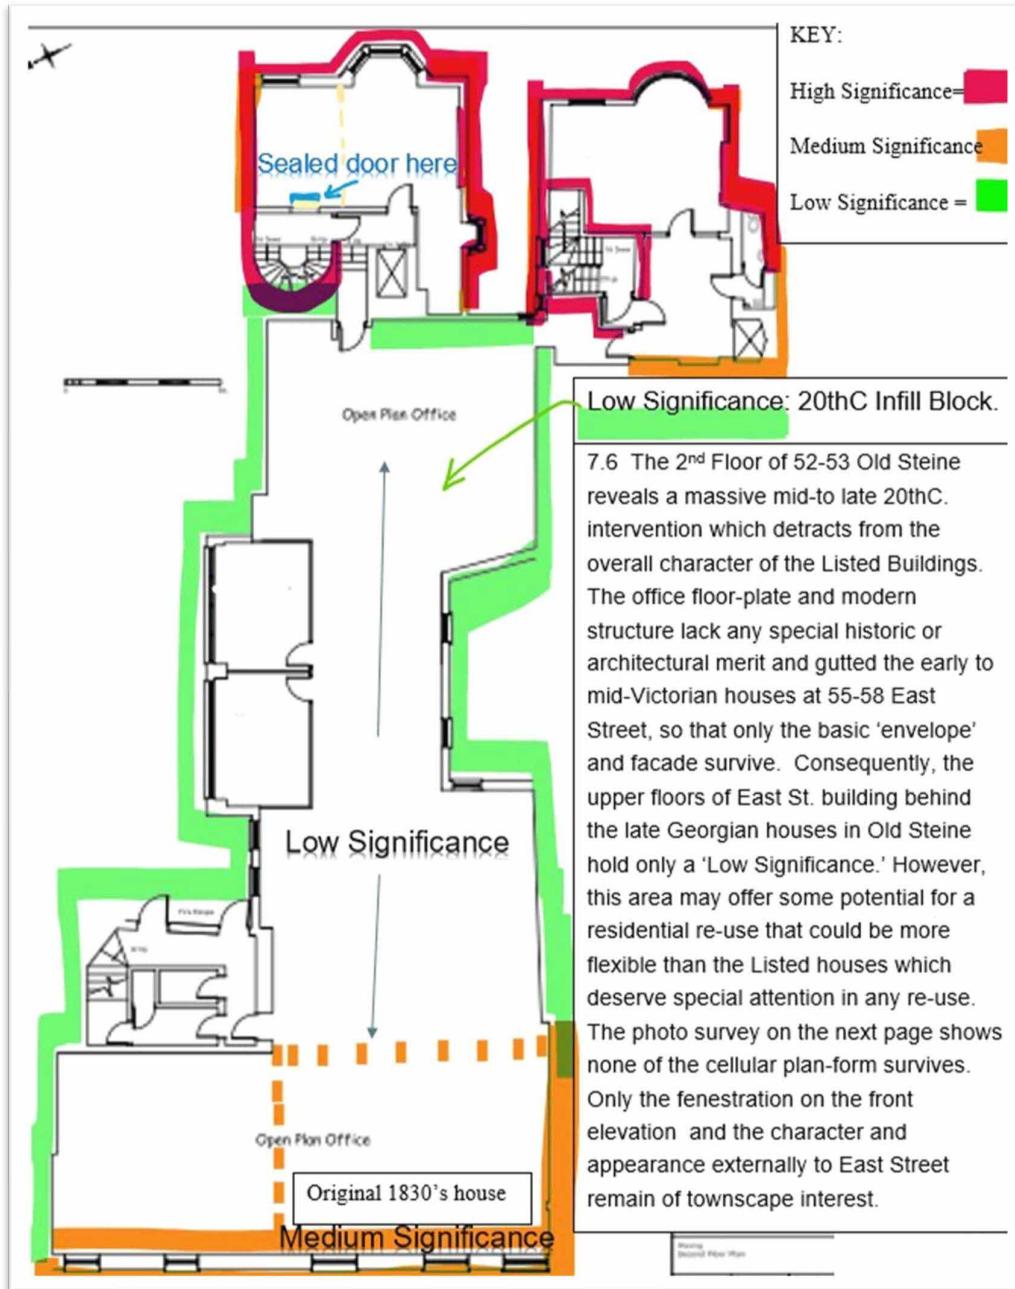 KEY:
High Significance=
Medium Significance
Low Significance =
Sealed door here
Open Plan Office
Low Significance: 20thC Infill Block.
7.6 The 2nd Floor of 52-53 Old Steine
reveals a massive mid-to late 20thC.
intervention which detracts from the
overall character of the Listed Buildings.
The office floor-plate and modern
structure lack any special historic or
architectural merit and gutted the early to
mid-Victorian houses at 55-58 East
Street, so that only the basic ‘envelope’
and facade survive. Consequently, the
upper floors of East St. building behind
the late Georgian houses in Old Steine
hold only a ‘Low Significance.’ However,
this area may offer some potential for a
residential re-use that could be more
flexible than the Listed houses which
deserve special attention in any re-use.
The photo survey on the next page shows
none of the cellular plan-form survives.
Only the fenestration on the front
elevation and the character and
appearance externally to East Street
remain of townscape interest.
Low Significance
Open Plan Office
Original 1830’s house
Medium Significance
Second Floor Plan